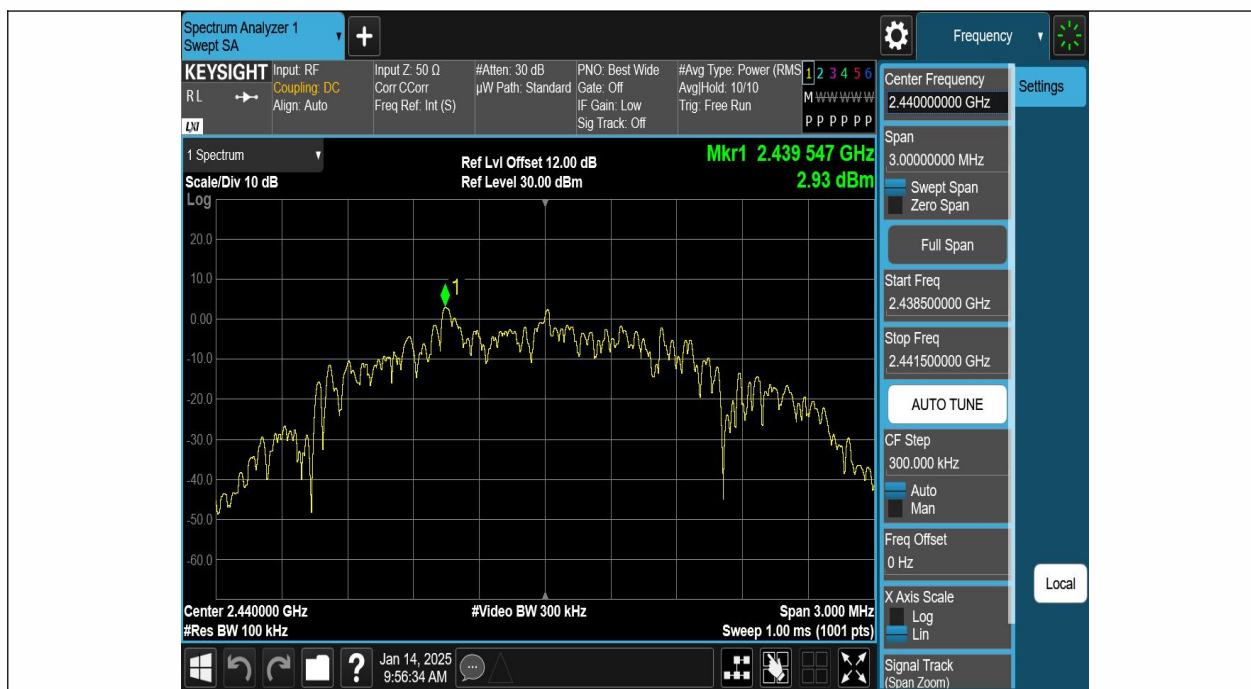 Spectrum Analyzer 1
Swept SA
Frequency
KEYSIGHT
RL
LXI
Input: RF
Coupling: DC
Align: Auto
Input Z: 50 Ω
Corr CCorr
Freq Ref: Int (S)
#Atten: 30 dB
µW Path: Standard
PNO: Best Wide
Gate: Off
IF Gain: Low
Sig Track: Off
#Avg Type: Power (RMS
Avg|Hold: 10/10
Trig: Free Run
1 2 3 4 5 6
M W W W W W
P P P P P P
1 Spectrum
Scale/Div 10 dB
Log
Ref Lvl Offset 12.00 dB
Ref Level 30.00 dBm
Mkr1 2.439 547 GHz
2.93 dBm
20.0
10.0
0.00
-10.0
-20.0
-30.0
-40.0
-50.0
-60.0
1
Center 2.440000 GHz
#Res BW 100 kHz
#Video BW 300 kHz
Span 3.000 MHz
Sweep 1.00 ms (1001 pts)
Center Frequency
2.440000000 GHz
Settings
Span
3.00000000 MHz
Swept Span
Zero Span
Full Span
Start Freq
2.438500000 GHz
Stop Freq
2.441500000 GHz
AUTO TUNE
CF Step
300.000 kHz
Auto
Man
Freq Offset
0 Hz
X Axis Scale
Log
Lin
Local
Signal Track
(Span Zoom)
?
Jan 14, 2025
9:56:34 AM